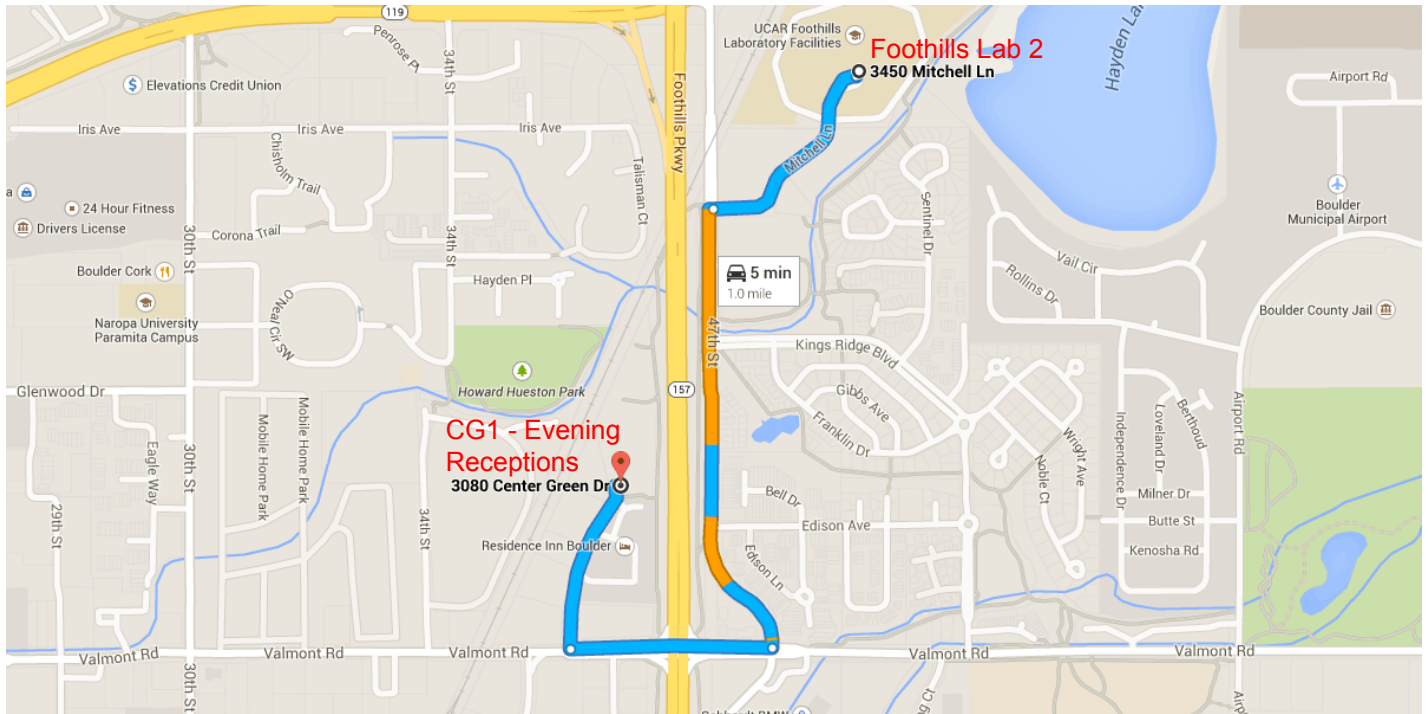 119
Penrose Pl
34th St
UCAR Foothills
Laboratory Facilities
Foothills Lab 2
3450 Mitchell Ln
Hayden Lake
Airport Rd
Elevations Credit Union
Foothills Pkwy
Iris Ave
Iris Ave
Iris Ave
Chisholm Trail
Talisman Ct
Mitchell Ln
a
24 Hour Fitness
Drivers License
30th St
Corona Trail
34th St
Sentinel Dr
Boulder
Municipal Airport
Boulder Cork
Hayden Pl
5 min
1.0 mile
Vail Cir
Rollins Dr
O'Neal Cir SW
Naropa University
Paramita Campus
47th St
Kings Ridge Blvd
Boulder County Jail
Glenwood Dr
Howard Hueston Park
157
Gibbs Ave
Franklin Dr
Airport Rd
Mobile Home Park
Mobile Home Park
Eagle Way
30th St
CG1 - Evening
Receptions
3080 Center Green Dr
Wright Ave
Noble Ct
Independence Dr
Loveland Dr
Berthoud
Bell Dr
Milner Dr
29th St
34th St
Edison Ave
Butte St
Residence Inn Boulder
Edison Ln
Kenosha Rd
Valmont Rd
Valmont Rd
Valmont Rd
Valmont Rd
Valmont Rd
30th St